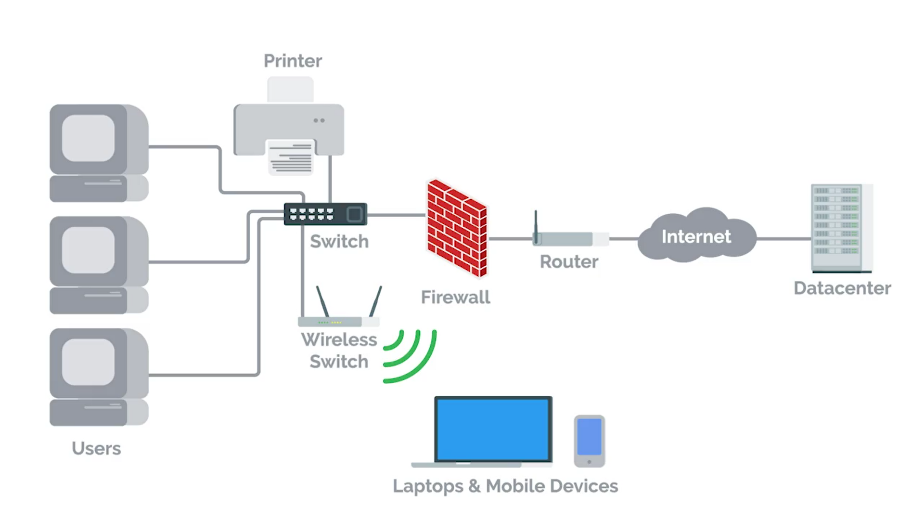 Printer
Switch
Internet
Router
Datacenter
Firewall
Wireless
Switch
Users
Laptops & Mobile Devices